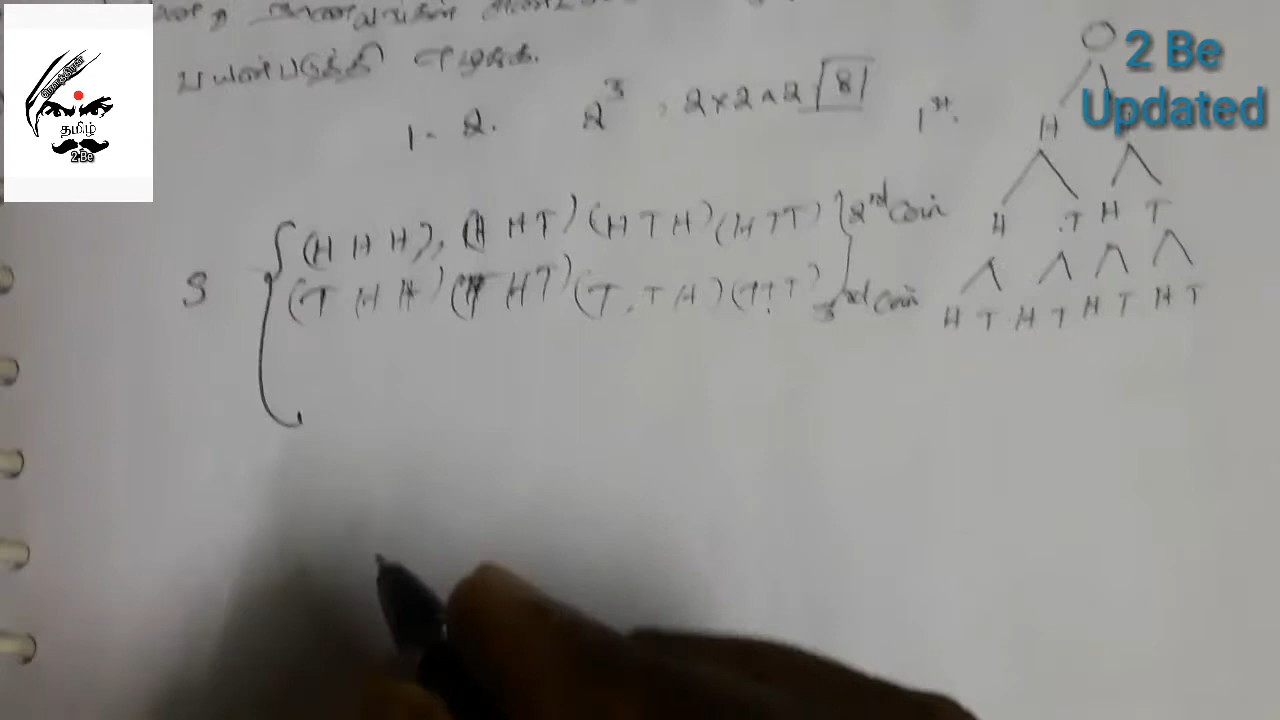 பயன்படுத்தி எழுதுக.
1 - 2. 2³ = 2×2×2 8
1st.
H
S { (H H H), (H H T) (H T H) (H T T) } 2nd Coin
(T H H) (T H T) (T.T H) (T T T) 3rd Coin
H T H T
H T H T H T H T
தமிழ்
2 Be
2 Be
Updated